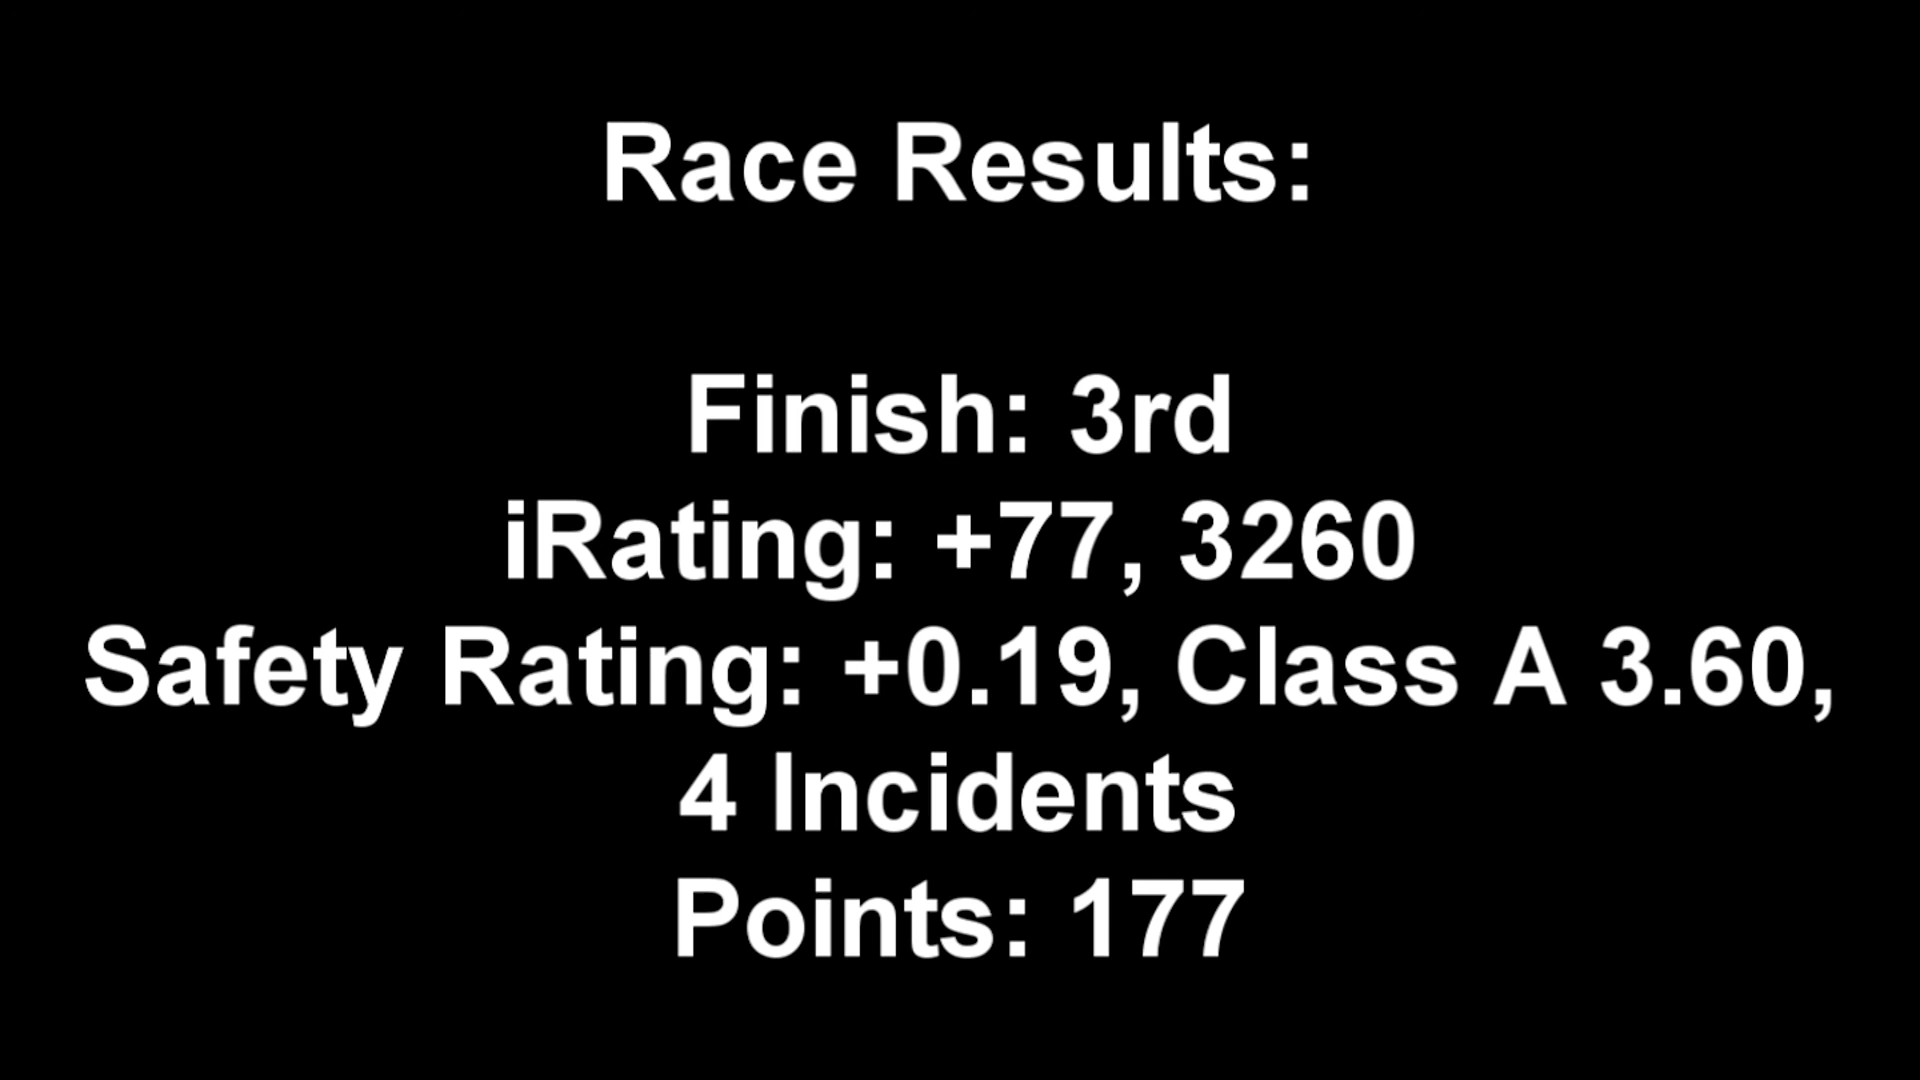 Race Results:
Finish: 3rd
iRating: +77, 3260
Safety Rating: +0.19, Class A 3.60,
4 Incidents
Points: 177